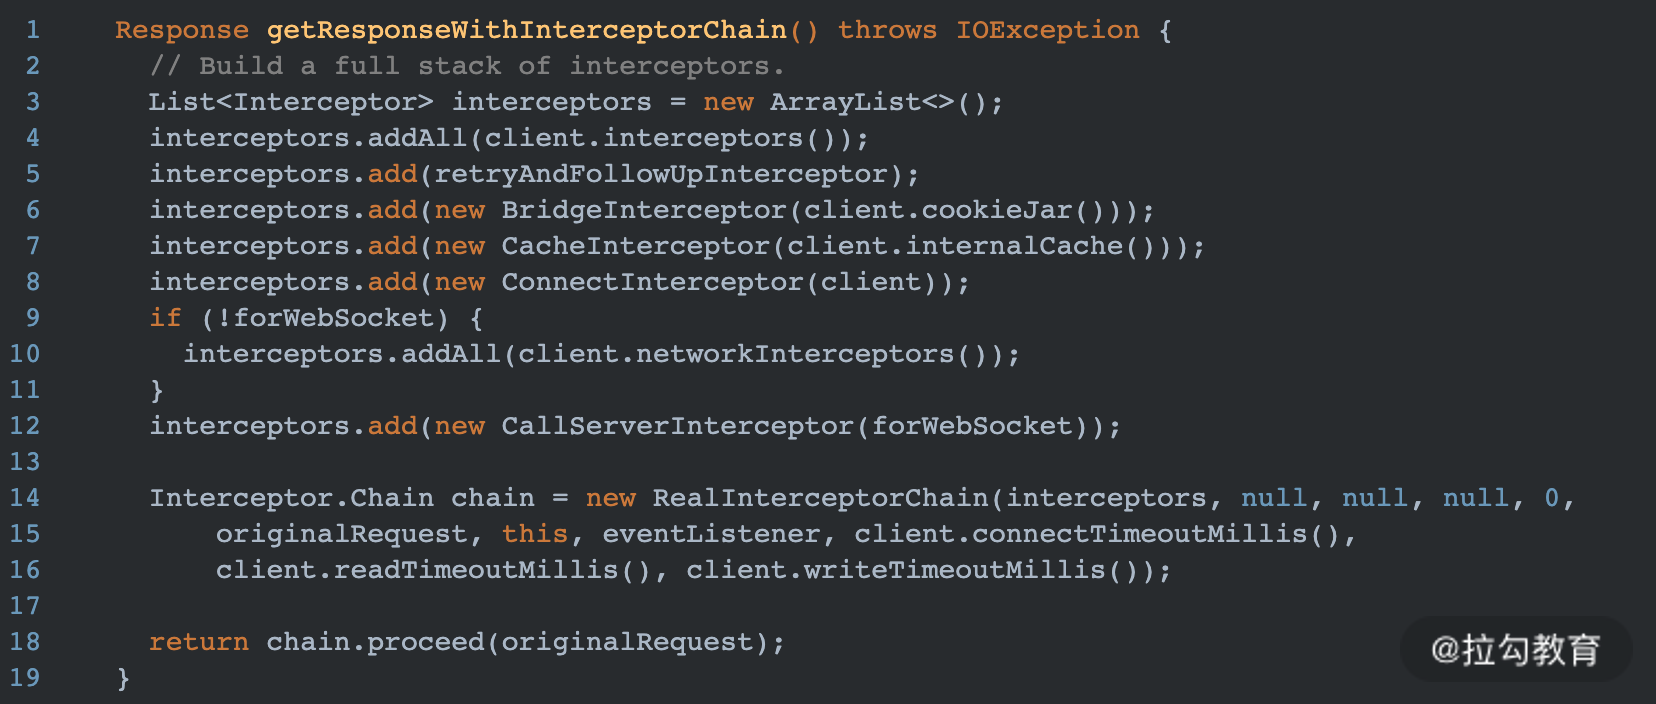 1 Response getResponseWithInterceptorChain() throws IOException {
2 // Build a full stack of interceptors.
3 List<Interceptor> interceptors = new ArrayList<>();
4 interceptors.addAll(client.interceptors());
5 interceptors.add(retryAndFollowUpInterceptor);
6 interceptors.add(new BridgeInterceptor(client.cookieJar()));
7 interceptors.add(new CacheInterceptor(client.internalCache()));
8 interceptors.add(new ConnectInterceptor(client));
9 if (!forWebSocket) {
10 interceptors.addAll(client.networkInterceptors());
11 }
12 interceptors.add(new CallServerInterceptor(forWebSocket));
13
14 Interceptor.Chain chain = new RealInterceptorChain(interceptors, null, null, null, 0,
15 originalRequest, this, eventListener, client.connectTimeoutMillis(),
16 client.readTimeoutMillis(), client.writeTimeoutMillis());
17
18 return chain.proceed(originalRequest);
19 }
@拉勾教育